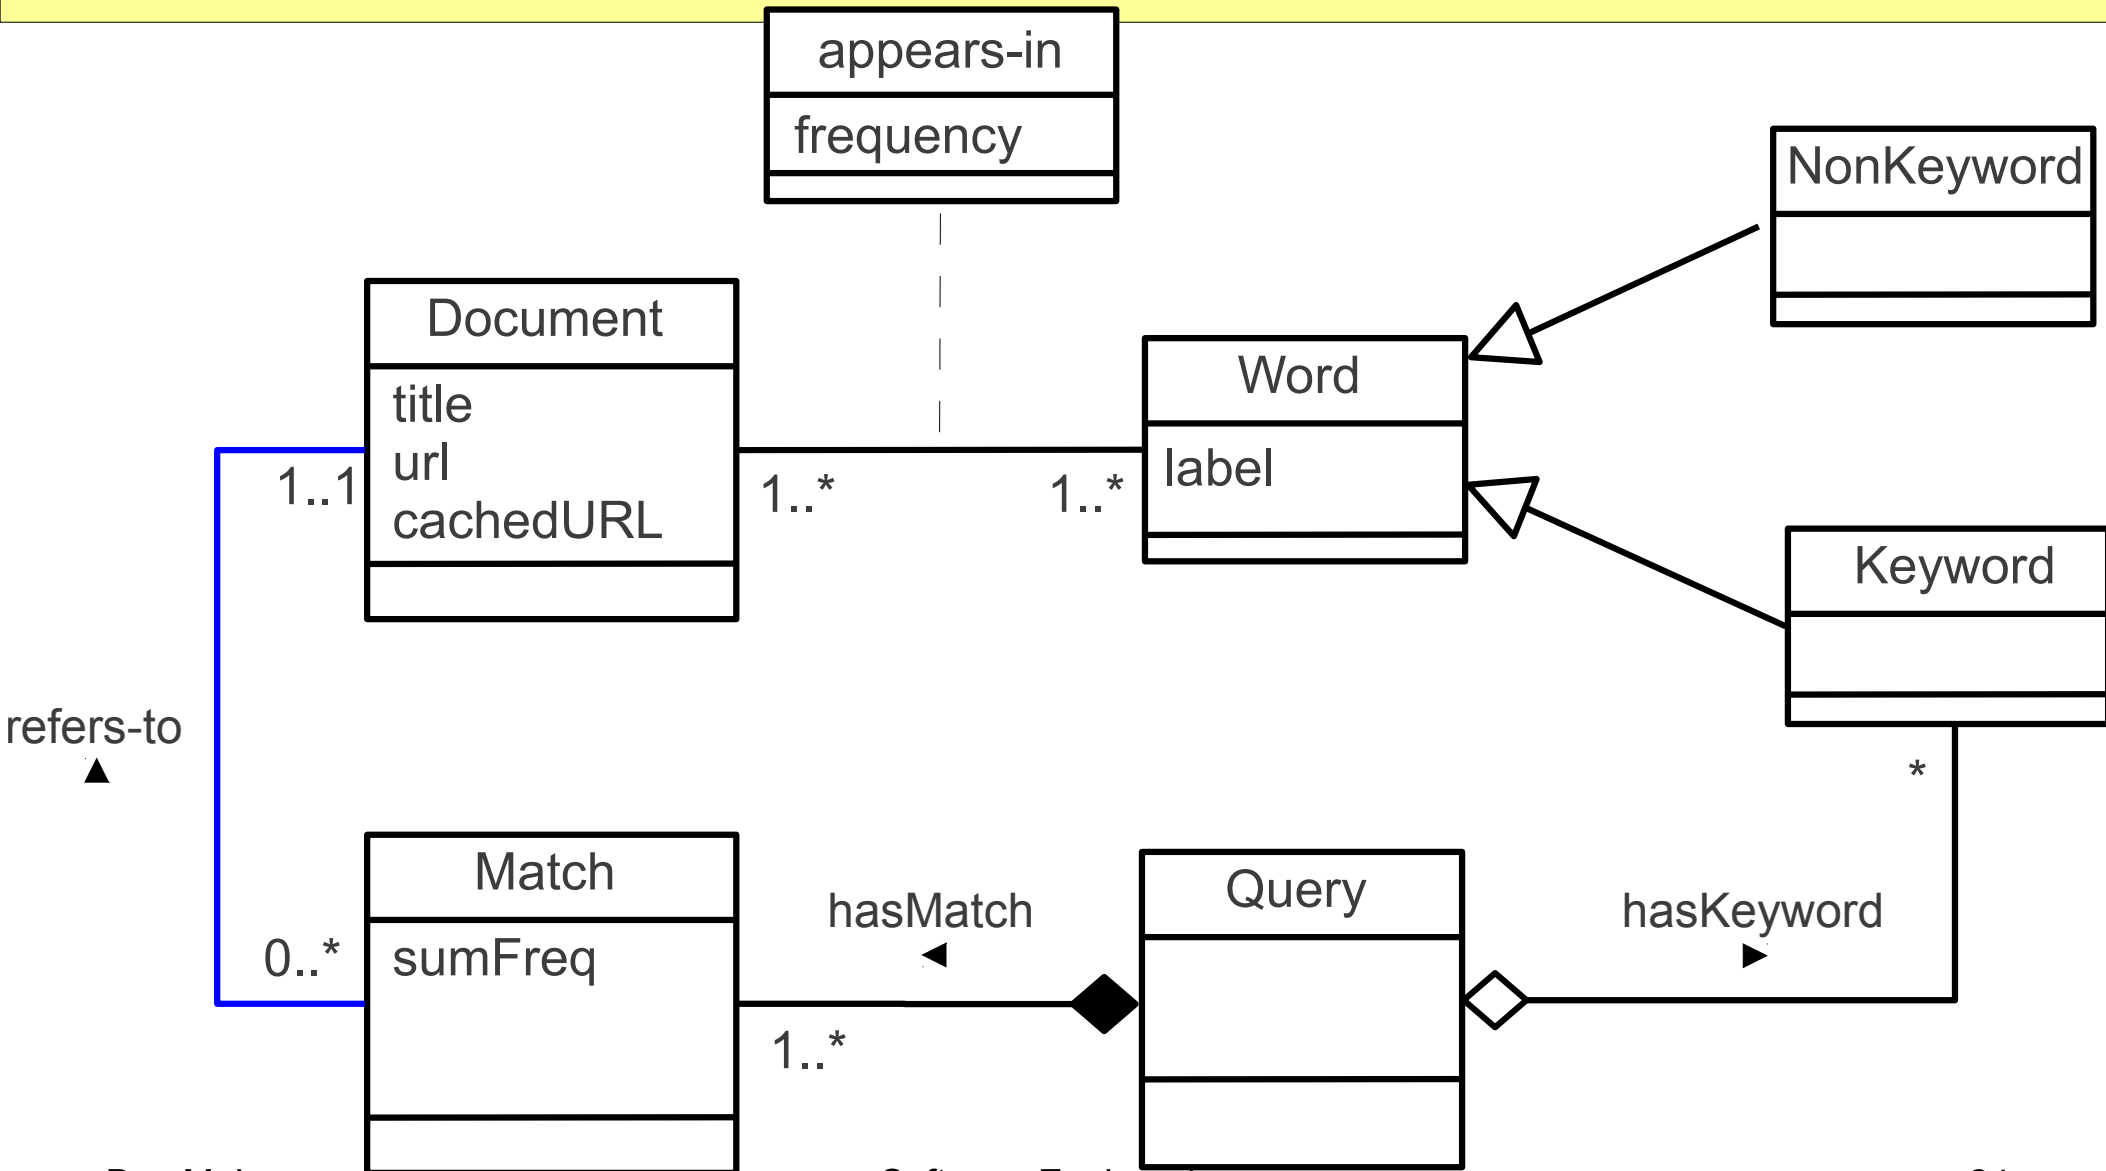 appears-in
frequency
NonKeyword
Document
title
url
cachedURL
1..1
1..*
1..*
Word
label
Keyword
*
refers-to
▲
Match
sumFreq
0..*
hasMatch
◄
1..*
Query
hasKeyword
►